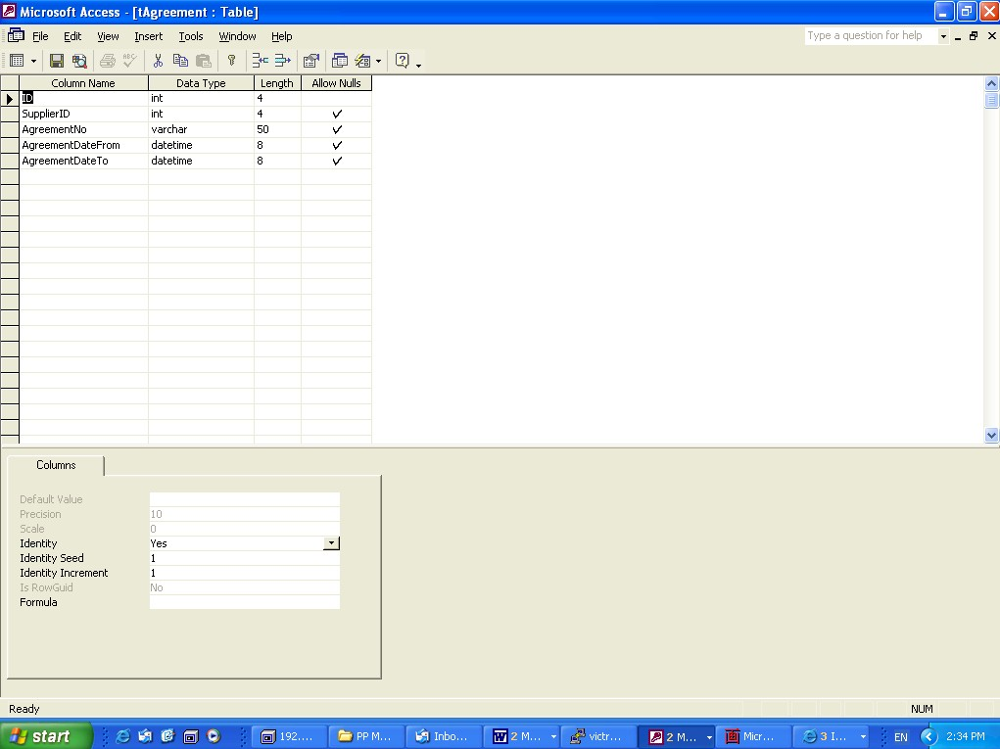 Microsoft Access - [tAgreement : Table]
File Edit View Insert Tools Window Help Type a question for help
Column Name Data Type Length Allow Nulls
ID int 4
SupplierID int 4
AgreementNo varchar 50
AgreementDateFrom datetime 8
AgreementDateTo datetime 8
Columns
Default Value
Precision 10
Scale 0
Identity Yes
Identity Seed 1
Identity Increment 1
Is RowGuid No
Formula
Ready NUM
start 192.... PP M... Inbo... 2 M... victr... 2 M... Micr... 3 I... EN 2:34 PM